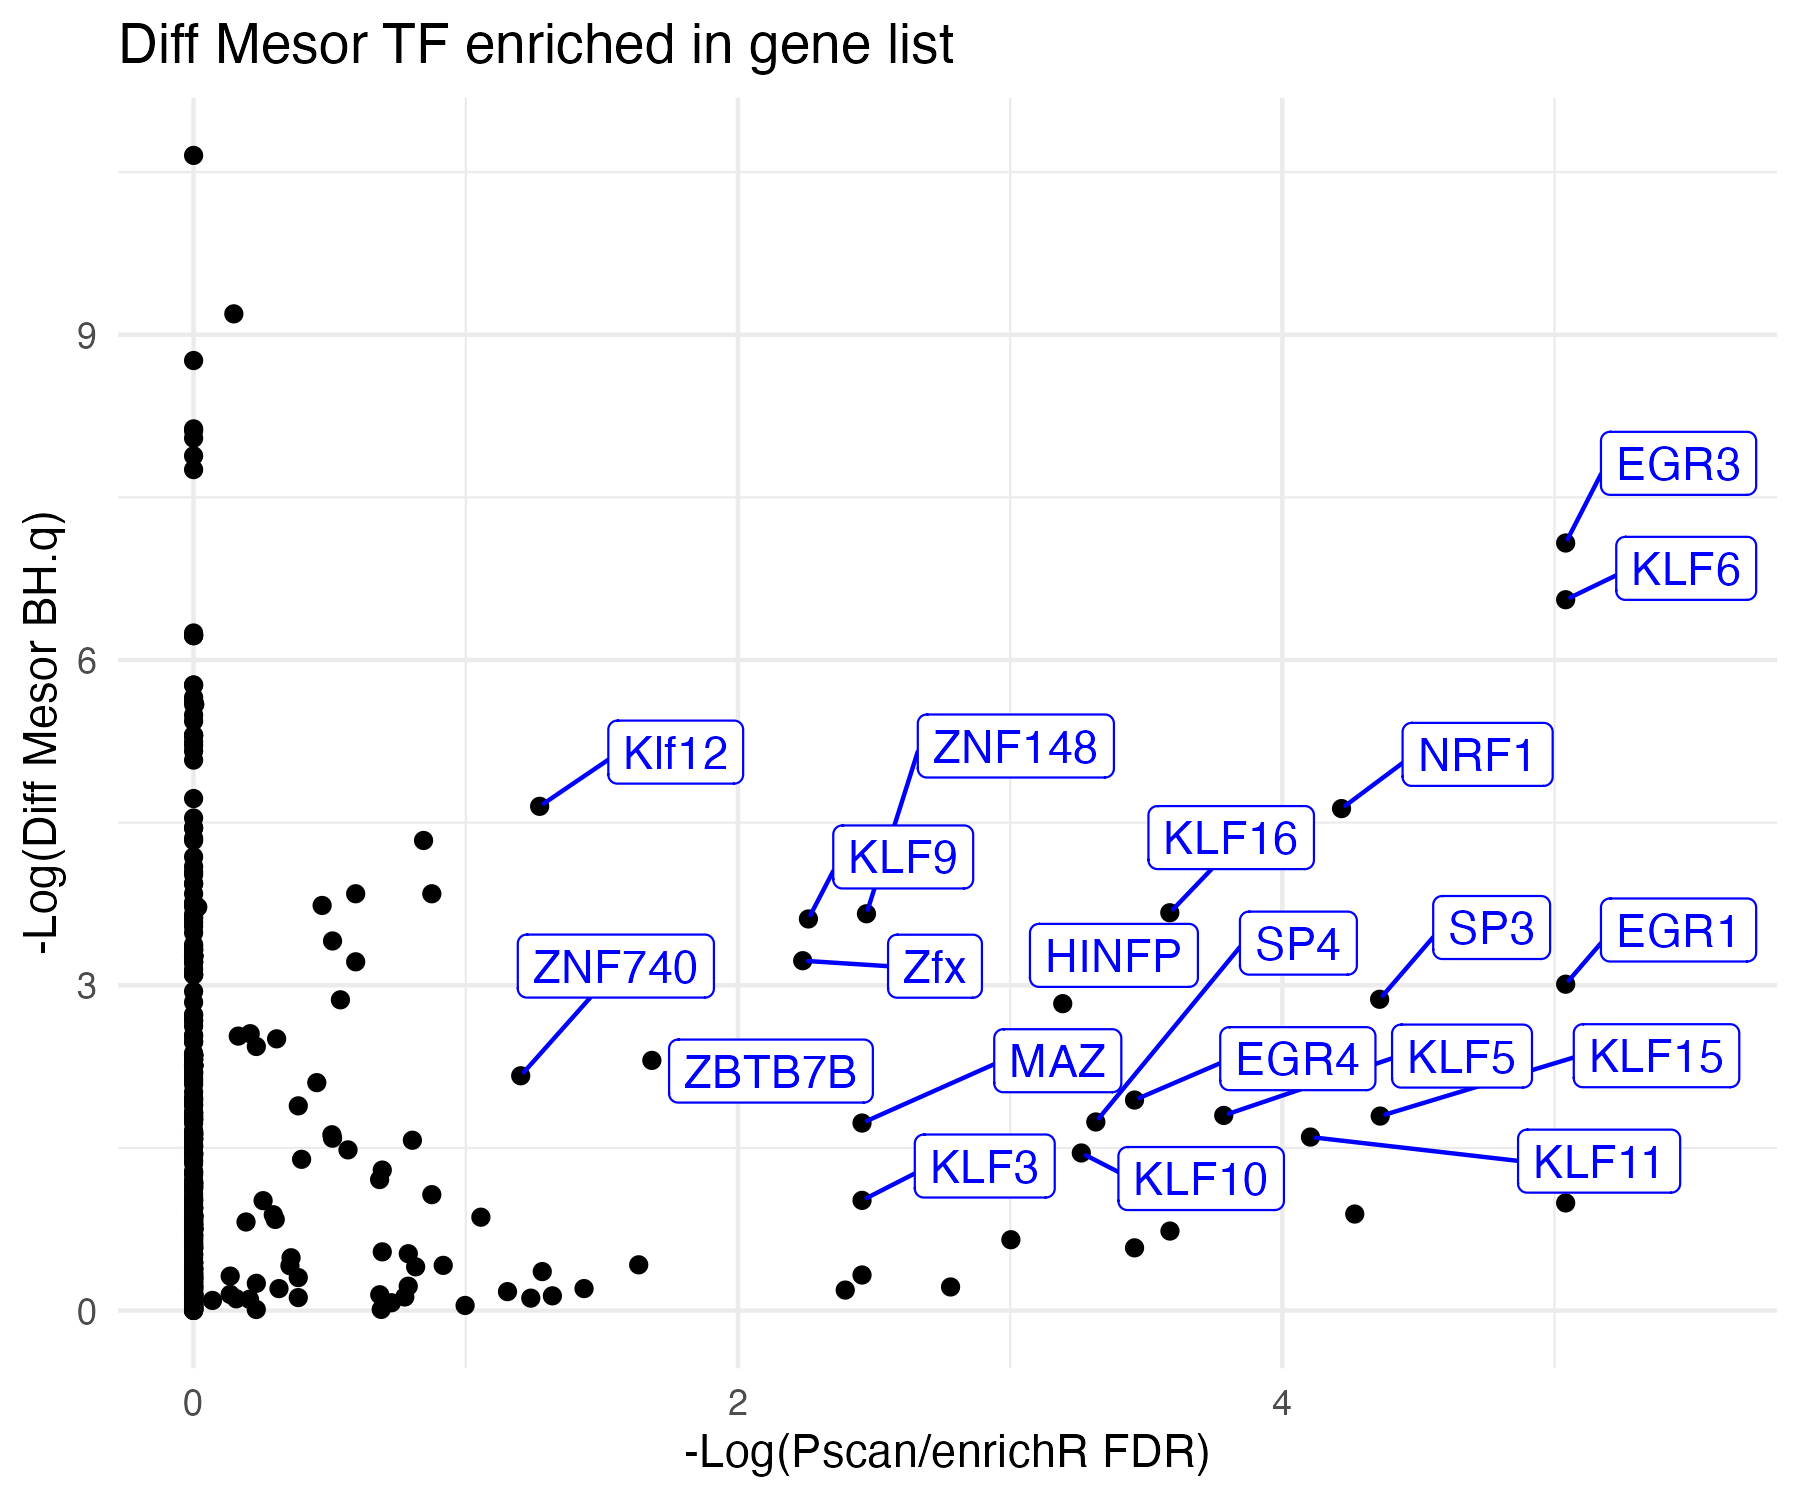 Diff Mesor TF enriched in gene list
-Log(Diff Mesor BH.q)
9
6
3
0
EGR3
KLF6
Klf12
ZNF148
NRF1
KLF16
KLF9
SP3
EGR1
SP4
HINFP
ZNF740
Zfx
MAZ
EGR4
KLF5
KLF15
ZBTB7B
KLF3
KLF10
KLF11
0
2
4
-Log(Pscan/enrichR FDR)